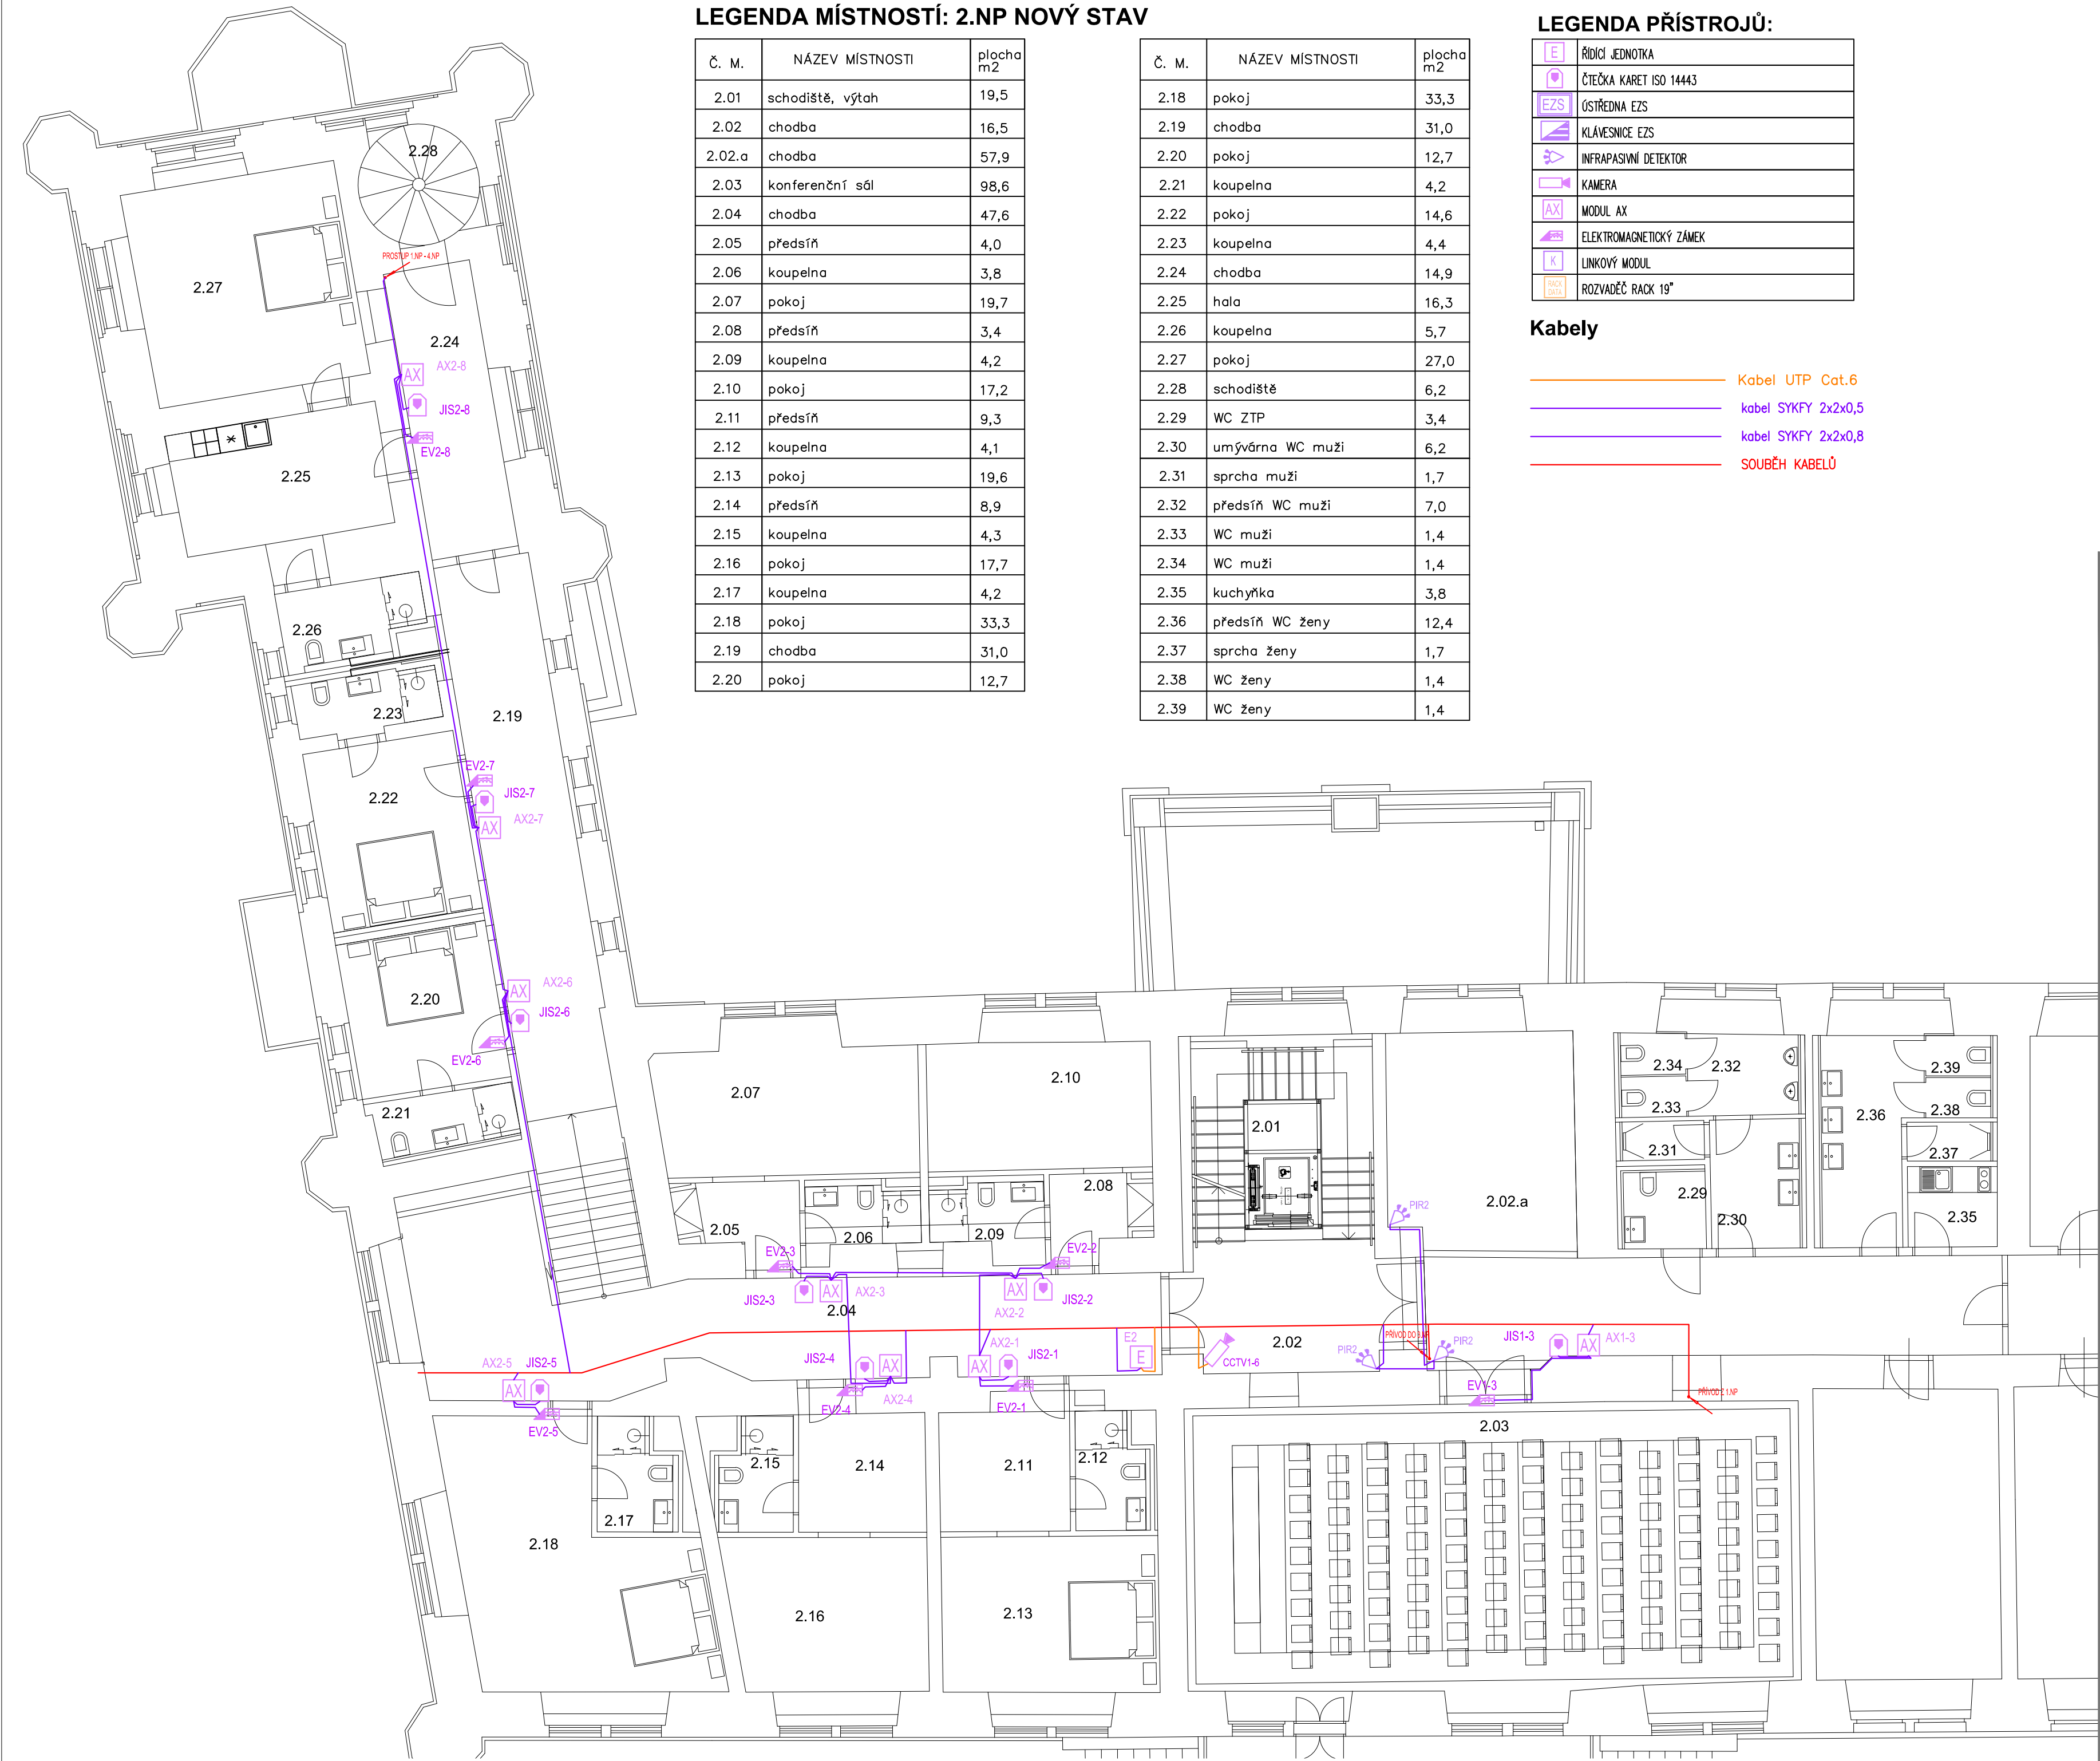 LEGENDA MÍSTNOSTÍ: 2.NP NOVÝ STAV
Č. M. NÁZEV MÍSTNOSTI plocha m2
2.01 schodiště, výtah 19,5
2.02 chodba 16,5
2.02.a chodba 57,9
2.03 konferenční sál 98,6
2.04 chodba 47,6
2.05 předsíň 4,0
2.06 koupelna 3,8
2.07 pokoj 19,7
2.08 předsíň 3,4
2.09 koupelna 4,2
2.10 pokoj 17,2
2.11 předsíň 9,3
2.12 koupelna 4,1
2.13 pokoj 19,6
2.14 předsíň 8,9
2.15 koupelna 4,3
2.16 pokoj 17,7
2.17 koupelna 4,2
2.18 pokoj 33,3
2.19 chodba 31,0
2.20 pokoj 12,7
Č. M. NÁZEV MÍSTNOSTI plocha m2
2.18 pokoj 33,3
2.19 chodba 31,0
2.20 pokoj 12,7
2.21 koupelna 4,2
2.22 pokoj 14,6
2.23 koupelna 4,4
2.24 chodba 14,9
2.25 hala 16,3
2.26 koupelna 5,7
2.27 pokoj 27,0
2.28 schodiště 6,2
2.29 WC ZTP 3,4
2.30 umývárna WC muži 6,2
2.31 sprcha muži 1,7
2.32 předsíň WC muži 7,0
2.33 WC muži 1,4
2.34 WC muži 1,4
2.35 kuchyňka 3,8
2.36 předsíň WC ženy 12,4
2.37 sprcha ženy 1,7
2.38 WC ženy 1,4
2.39 WC ženy 1,4
LEGENDA PŘÍSTROJŮ:
E ŘÍDÍCÍ JEDNOTKA
ČTEČKA KARET ISO 14443
EZS ÚSTŘEDNA EZS
KLÁVESNICE EZS
INFRAPASIVNÍ DETEKTOR
KAMERA
AX MODUL AX
ELEKTROMAGNETICKÝ ZÁMEK
K LINKOVÝ MODUL
RACK DATA ROZVADĚČ RACK 19"
Kabely
Kabel UTP Cat.6
kabel SYKFY 2x2x0,5
kabel SYKFY 2x2x0,8
SOUBĚH KABELŮ
2.28
PROSTUP 1.NP - 4.NP
2.27
2.24
AX AX2-8
JIS2-8
EV2-8
2.25
2.26
2.23
2.19
EV2-7
JIS2-7
AX AX2-7
2.22
AX AX2-6
JIS2-6
2.20
EV2-6
2.21
2.07
2.10
2.01
2.02.a
2.34
2.32
2.33
2.31
2.29
2.30
2.39
2.38
2.36
2.37
2.35
2.08
2.05
2.06
2.09
PIR2
EV2-3
EV2-2
JIS2-3
AX AX2-3
2.04
AX
AX2-2
JIS2-2
E2
E
2.02
CCTV1-6
PIR2
PIR2
JIS1-3
AX AX1-3
EV1-3
PŘÍVOD Z 1.NP
AX2-5
JIS2-5
AX
EV2-5
JIS2-4
AX
AX2-4
EV2-4
AX2-1
AX
JIS2-1
EV2-1
2.03
2.15
2.14
2.11
2.12
2.17
2.18
2.16
2.13